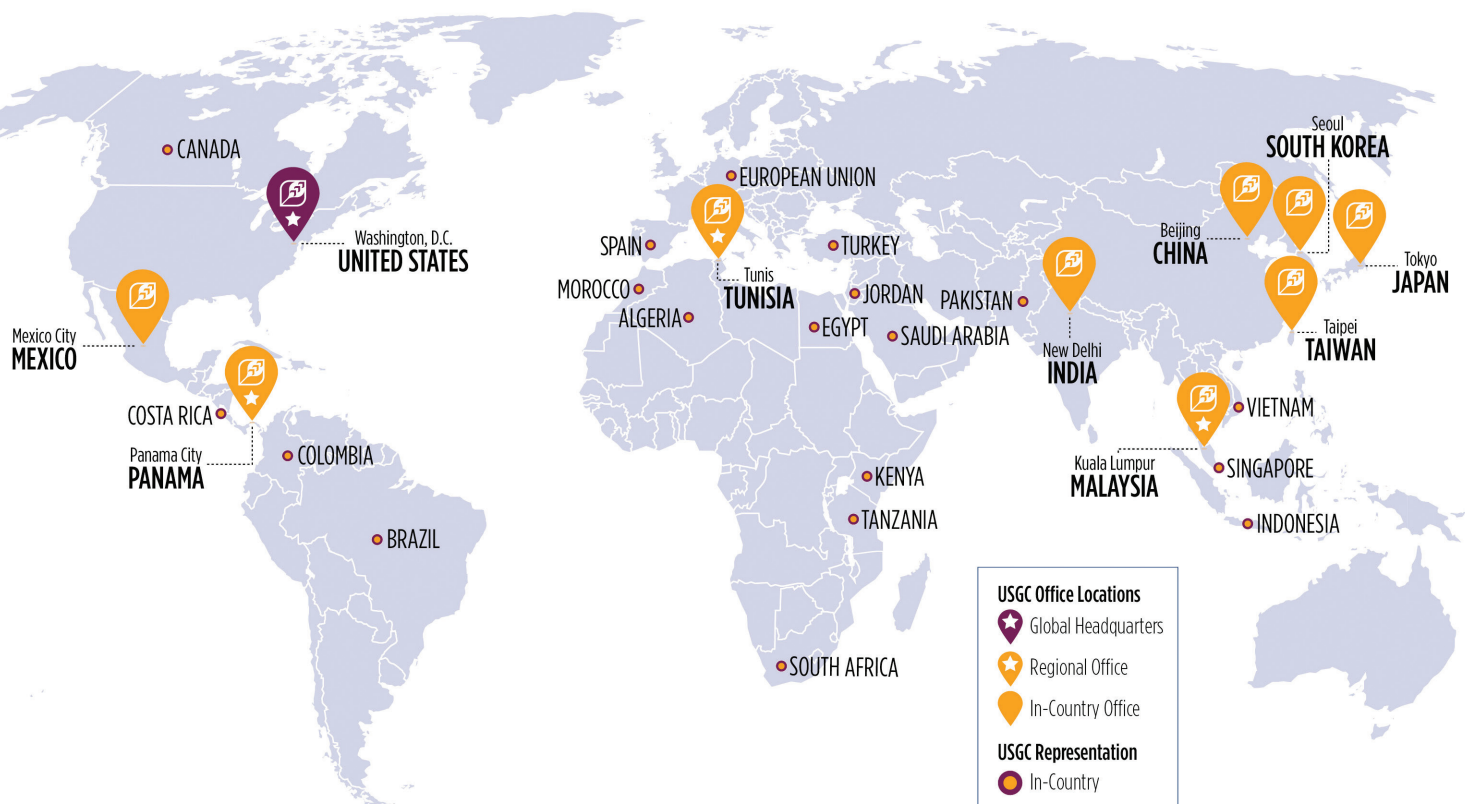 CANADA
Washington, D.C.
UNITED STATES
Mexico City
MEXICO
COSTA RICA
Panama City
PANAMA
COLOMBIA
BRAZIL
EUROPEAN UNION
SPAIN
TURKEY
Tunis
TUNISIA
MOROCCO
ALGERIA
JORDAN
EGYPT
SAUDI ARABIA
PAKISTAN
New Delhi
INDIA
KENYA
TANZANIA
SOUTH AFRICA
Seoul
SOUTH KOREA
Beijing
CHINA
Tokyo
JAPAN
Taipei
TAIWAN
VIETNAM
Kuala Lumpur
MALAYSIA
SINGAPORE
INDONESIA
USGC Office Locations
Global Headquarters
Regional Office
In-Country Office
USGC Representation
In-Country